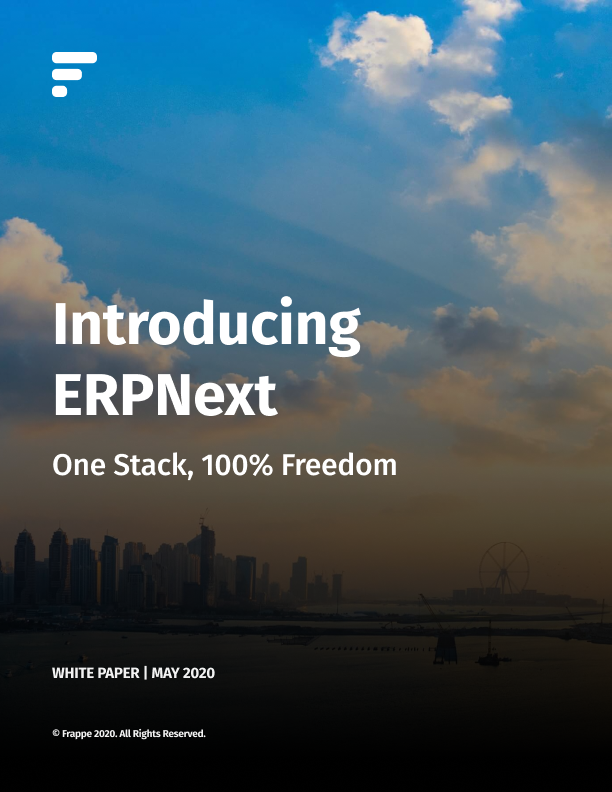 Introducing
ERPNext
One Stack, 100% Freedom
WHITE PAPER | MAY 2020
© Frappe 2020. All Rights Reserved.